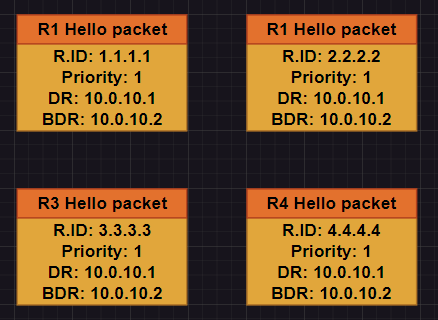 R1 Hello packet
R.ID: 1.1.1.1
Priority: 1
DR: 10.0.10.1
BDR: 10.0.10.2
R1 Hello packet
R.ID: 2.2.2.2
Priority: 1
DR: 10.0.10.1
BDR: 10.0.10.2
R3 Hello packet
R.ID: 3.3.3.3
Priority: 1
DR: 10.0.10.1
BDR: 10.0.10.2
R4 Hello packet
R.ID: 4.4.4.4
Priority: 1
DR: 10.0.10.1
BDR: 10.0.10.2